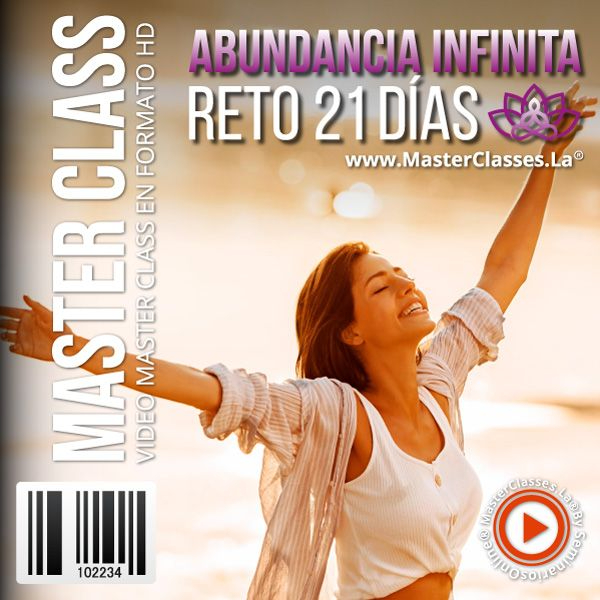 ABUNDANCIA INFINITA
RETO 21 DÍAS
www.MasterClasses.La®
MASTER CLASS
VIDEO MASTER CLASS EN FORMATO HD
102234
MasterClasses La®By SeminariosOnline®